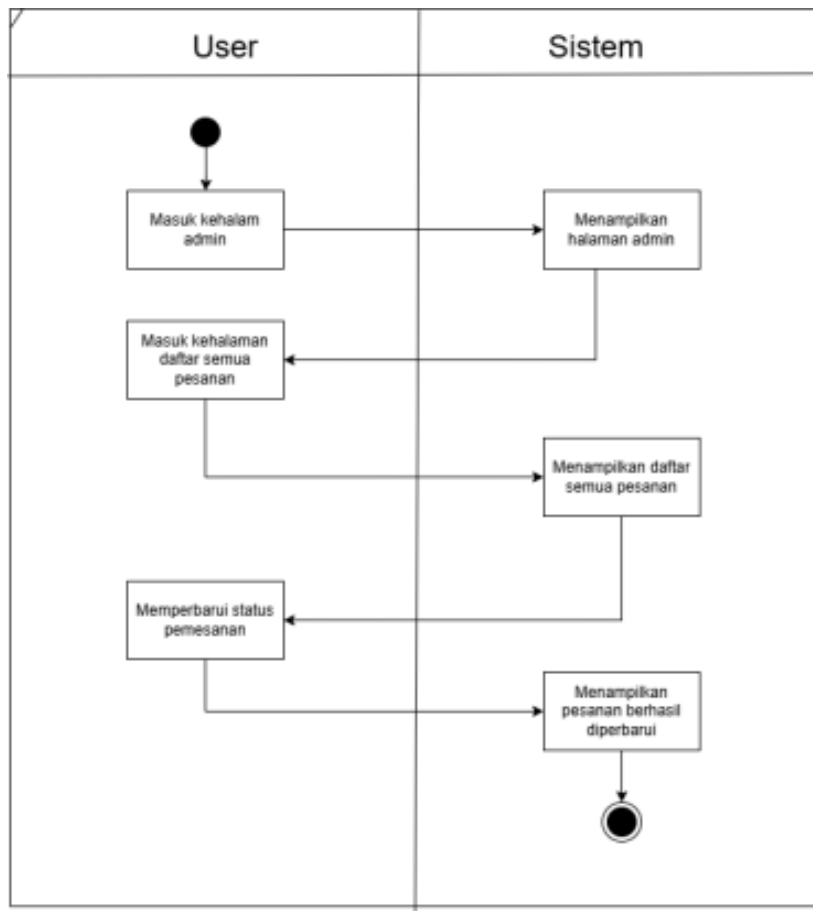 User
Sistem
Masuk kehalam
admin
Menampilkan
halaman admin
Masuk kehalaman
daftar semua
pesanan
Menampilkan daftar
semua pesanan
Memperbarui status
pemesanan
Menampilkan
pesanan berhasil
diperbarui